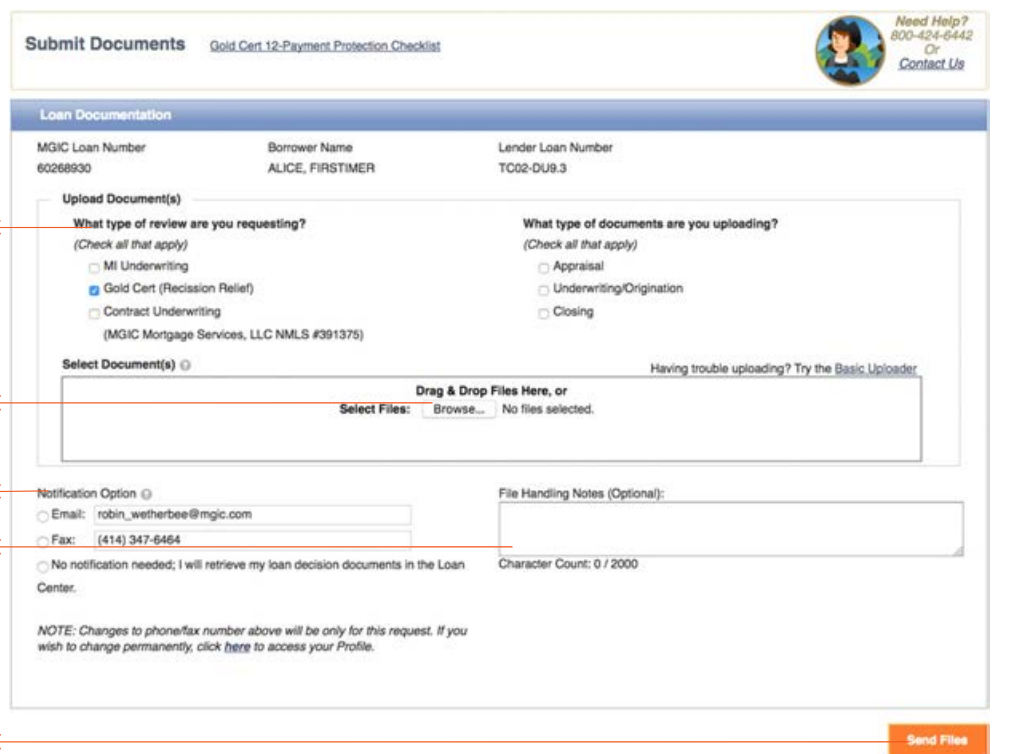 Submit Documents Gold Cert 12-Payment Protection Checklist
Need Help?
800-424-6442
Or
Contact Us
Loan Documentation
MGIC Loan Number Borrower Name Lender Loan Number
60268930 ALICE, FIRSTIMER TC02-DU9.3
Upload Document(s)
What type of review are you requesting? What type of documents are you uploading?
(Check all that apply) (Check all that apply)
MI Underwriting Appraisal
Gold Cert (Recission Relief) Underwriting/Origination
Contract Underwriting Closing
(MGIC Mortgage Services, LLC NMLS #391375)
Select Document(s) Having trouble uploading? Try the Basic Uploader
Drag & Drop Files Here, or
Select Files: Browse... No files selected.
Notification Option File Handling Notes (Optional):
Email: robin_wetherbee@mgic.com
Fax: (414) 347-6464
No notification needed; I will retrieve my loan decision documents in the Loan Character Count: 0 / 2000
Center.
NOTE: Changes to phone/fax number above will be only for this request. If you
wish to change permanently, click here to access your Profile.
Send Files